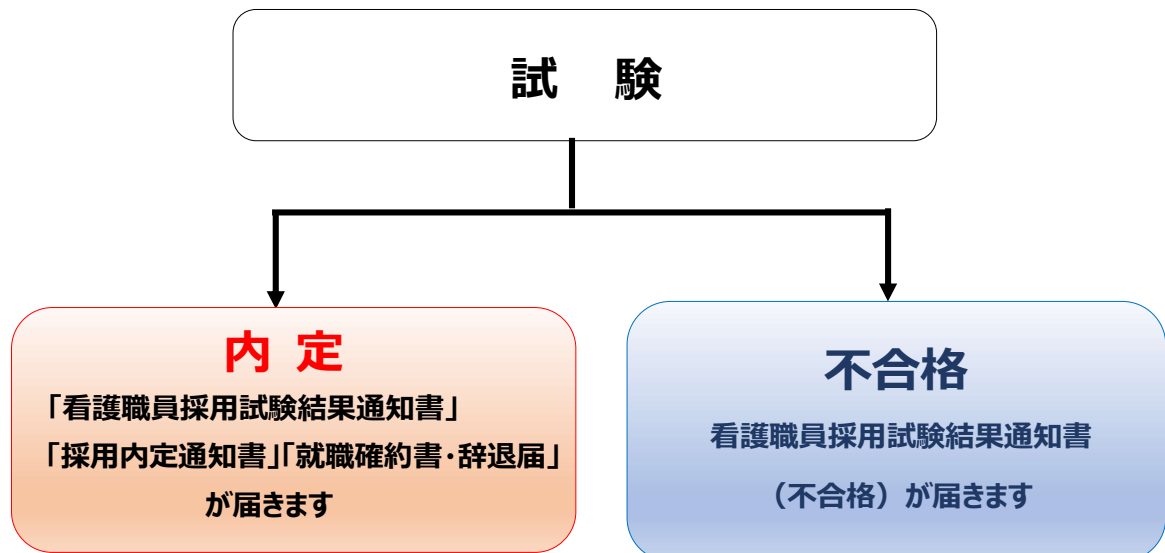 試　験
内 定
「看護職員採用試験結果通知書」
「採用内定通知書」「就職確約書・辞退届」
が届きます
不合格
看護職員採用試験結果通知書
（不合格）が届きます